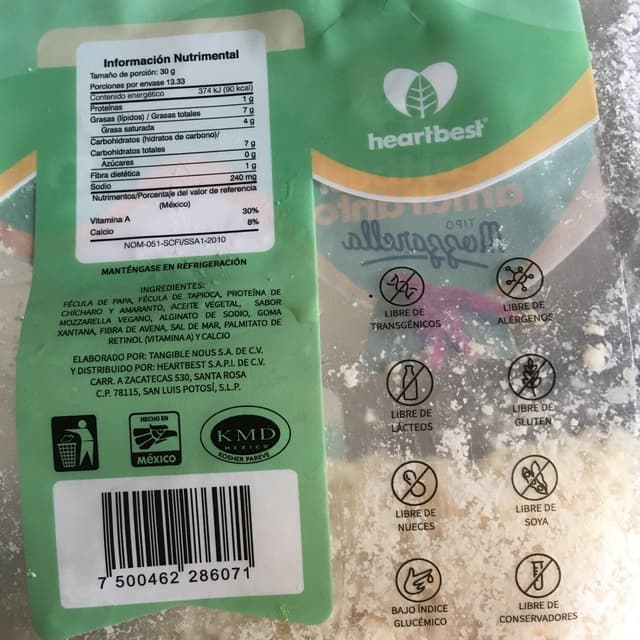 Información Nutrimental
Tamaño de porción: 30 g
Porciones por envase 13.33
Contenido energético 374 kJ (90 kcal)
Proteínas 1 g
Grasas (lípidos) / Grasas totales 7 g
Grasa saturada 4 g
Carbohidratos (hidratos de carbono)/
Carbohidratos totales 7 g
Azúcares 0 g
Fibra dietética 1 g
Sodio 240 mg
Nutrimentos/Porcentaje del valor de referencia
(México)
Vitamina A 30%
Calcio 8%
NOM-051-SCFI/SSA1-2010
MANTÉNGASE EN REFRIGERACIÓN
INGREDIENTES:
FÉCULA DE PAPA, FÉCULA DE TAPIOCA, PROTEÍNA DE
CHÍCHARO Y AMARANTO, ACEITE VEGETAL, SABOR
MOZZARELLA VEGANO, ALGINATO DE SODIO, GOMA
XANTANA, FIBRA DE AVENA, SAL DE MAR, PALMITATO DE
RETINOL (VITAMINA A) Y CALCIO
ELABORADO POR: TANGIBLE NOUS S.A. DE C.V.
Y DISTRIBUIDO POR: HEARTBEST S.A.P.I. DE C.V.
CARR. A ZACATECAS 530, SANTA ROSA
C.P. 78115, SAN LUIS POTOSÍ, S.L.P.
HECHO EN
MÉXICO
KMD
MEXICO
KOSHER PAREVE
7 500462 286071
heartbest
amaranto
TIPO
Mozzarella
LIBRE DE
TRANSGÉNICOS
LIBRE DE
ALÉRGENOS
LIBRE DE
LÁCTEOS
LIBRE DE
GLUTEN
LIBRE DE
NUECES
LIBRE DE
SOYA
BAJO ÍNDICE
GLUCÉMICO
LIBRE DE
CONSERVADORES